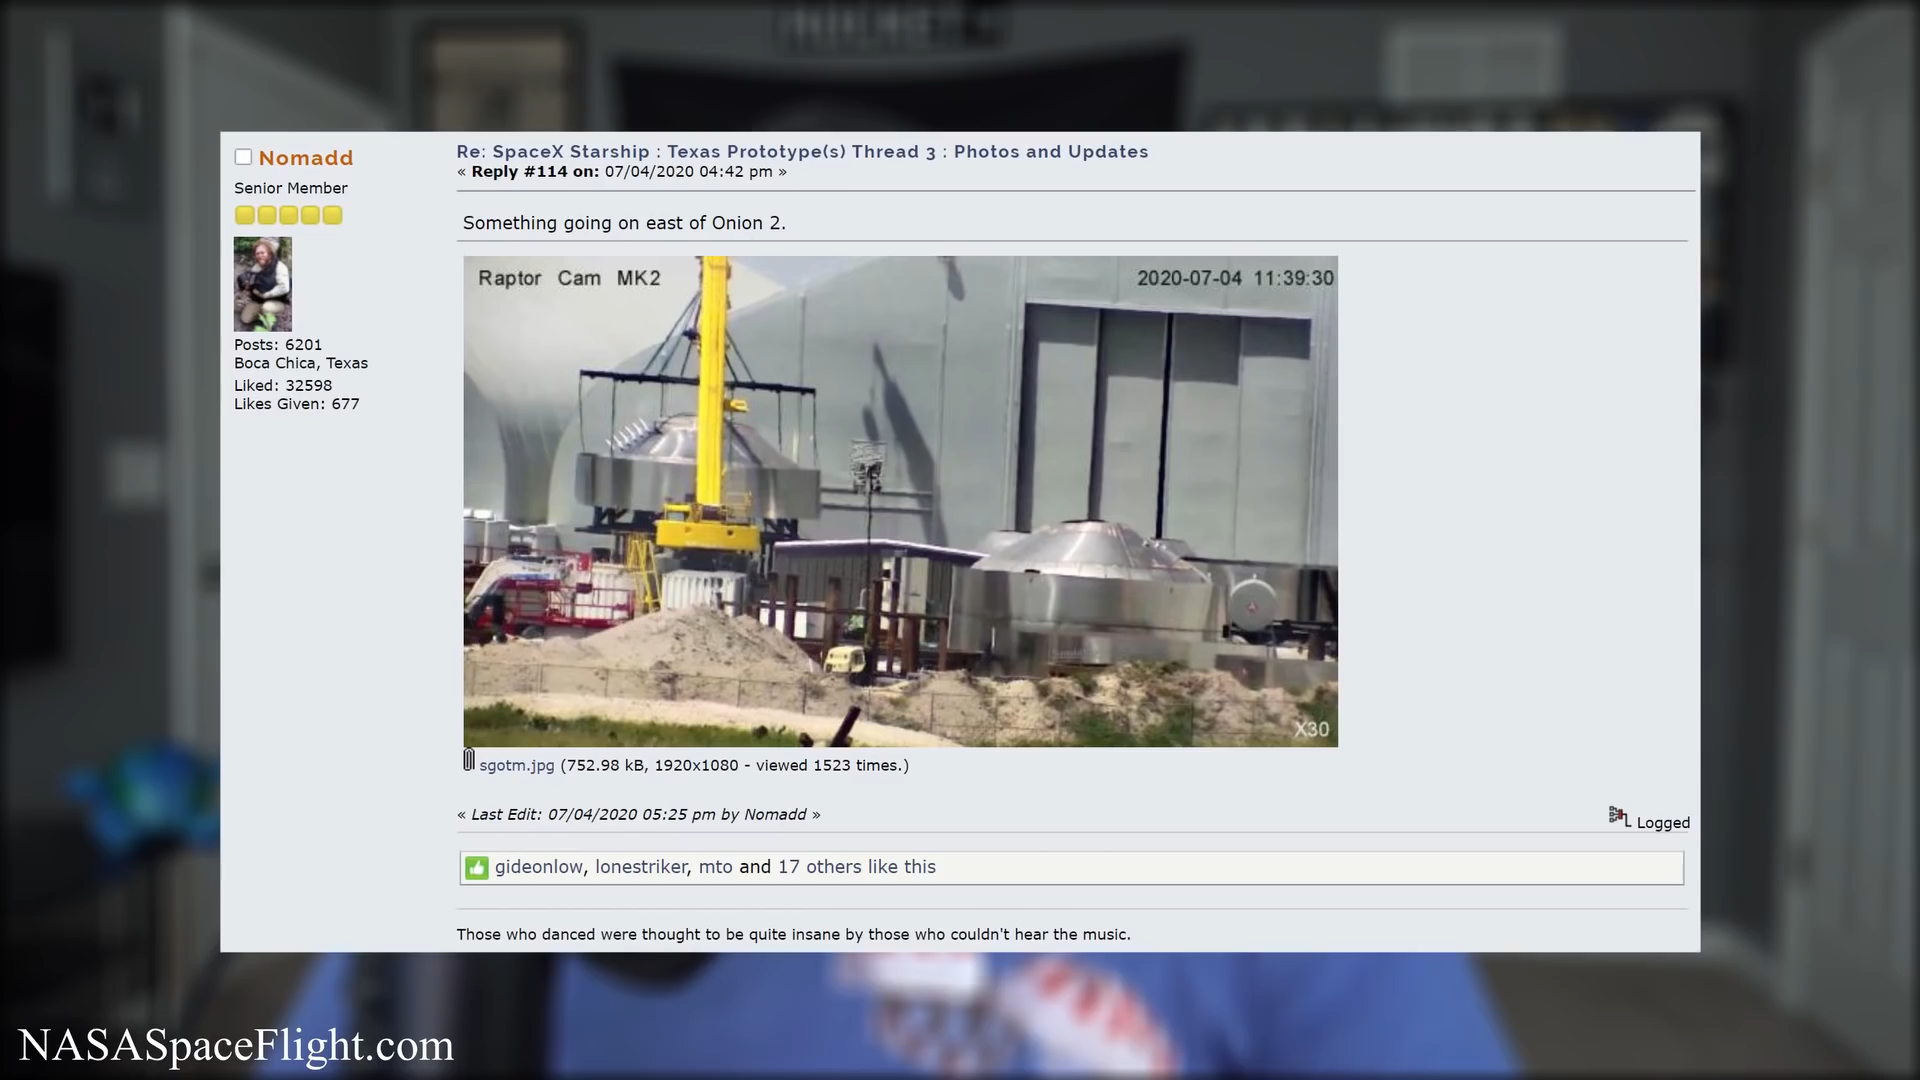 Nomadd
Senior Member
Posts: 6201
Boca Chica, Texas
Liked: 32598
Likes Given: 677
Re: SpaceX Starship : Texas Prototype(s) Thread 3 : Photos and Updates
« Reply #114 on: 07/04/2020 04:42 pm »
Something going on east of Onion 2.
Raptor Cam MK2
2020-07-04 11:39:30
X30
sgotm.jpg (752.98 kB, 1920x1080 - viewed 1523 times.)
« Last Edit: 07/04/2020 05:25 pm by Nomadd »
Logged
gideonlow, lonestriker, mto and 17 others like this
Those who danced were thought to be quite insane by those who couldn't hear the music.
NASASpaceFlight.com